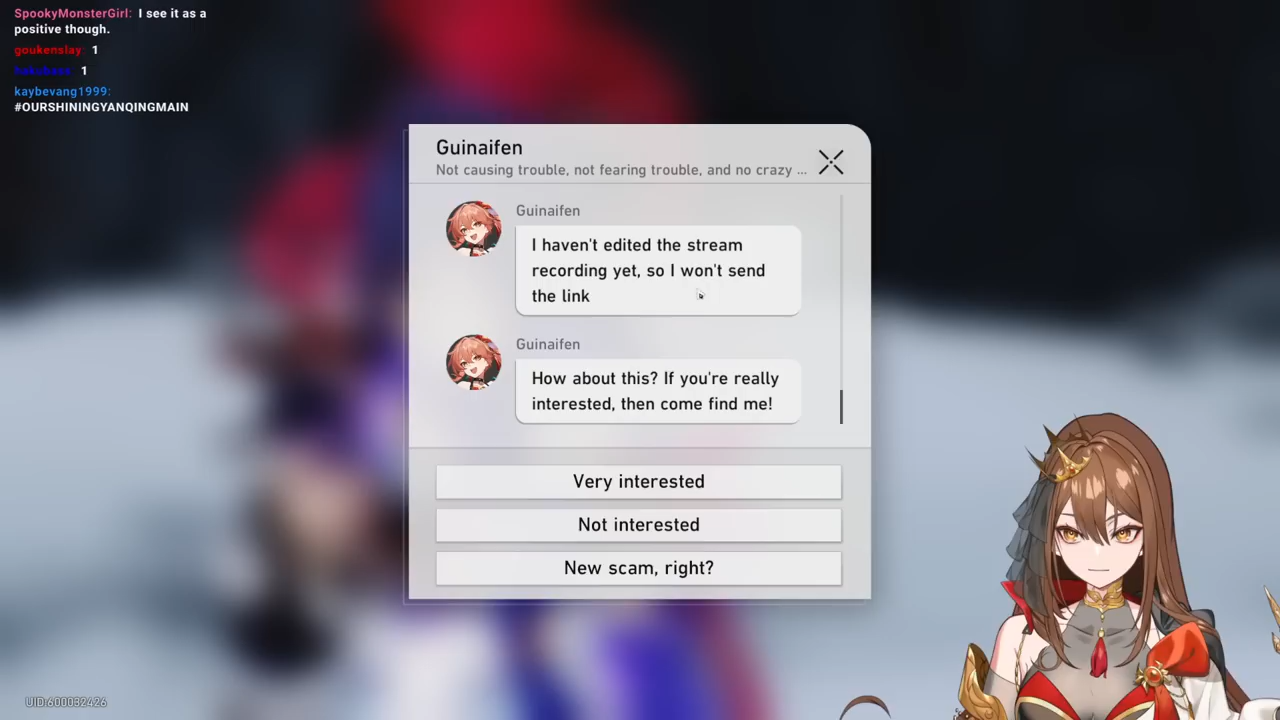 SpookyMonsterGirl: I see it as a
positive though.
goukenslay: 1
1
kaybevang1999:
#OURSHININGYANQINGMAIN
Guinaifen
Not causing trouble, not fearing trouble, and no crazy ...
Guinaifen
I haven't edited the stream
recording yet, so I won't send
the link
Guinaifen
How about this? If you're really
interested, then come find me!
Very interested
Not interested
New scam, right?
UID:600032426